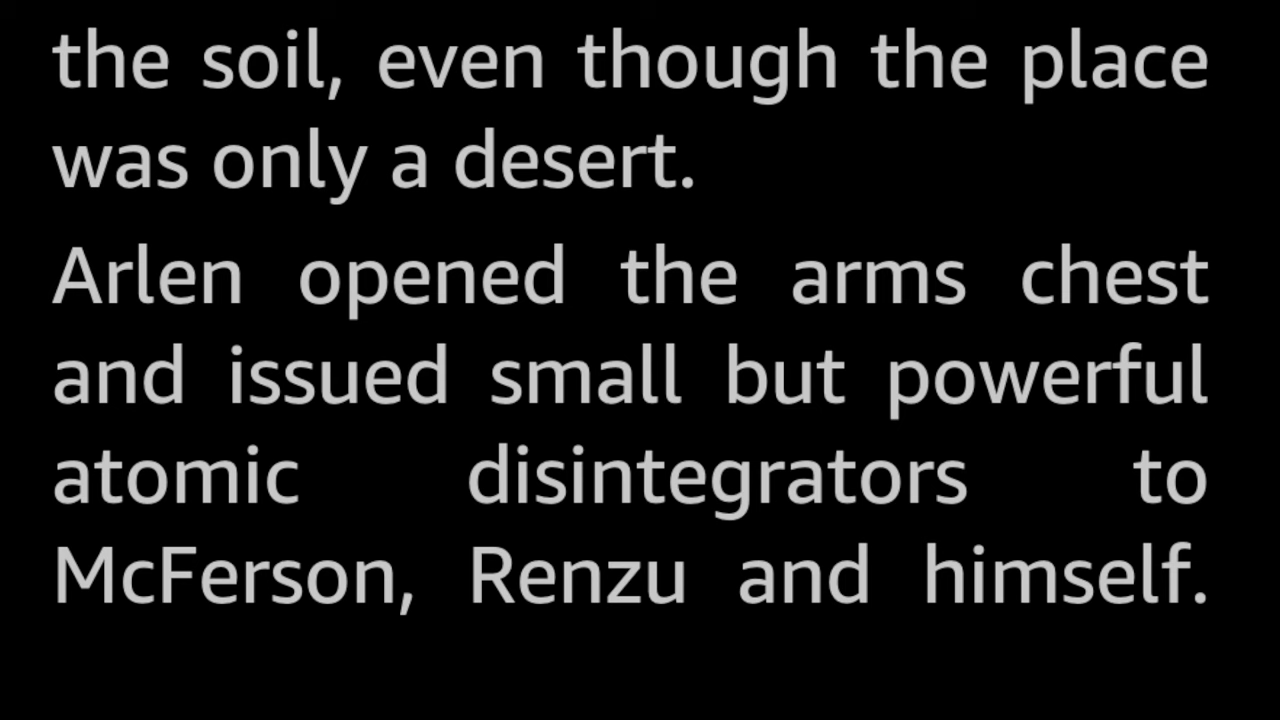 the soil, even though the place
was only a desert.
Arlen opened the arms chest
and issued small but powerful
atomic disintegrators to
McFerson, Renzu and himself.